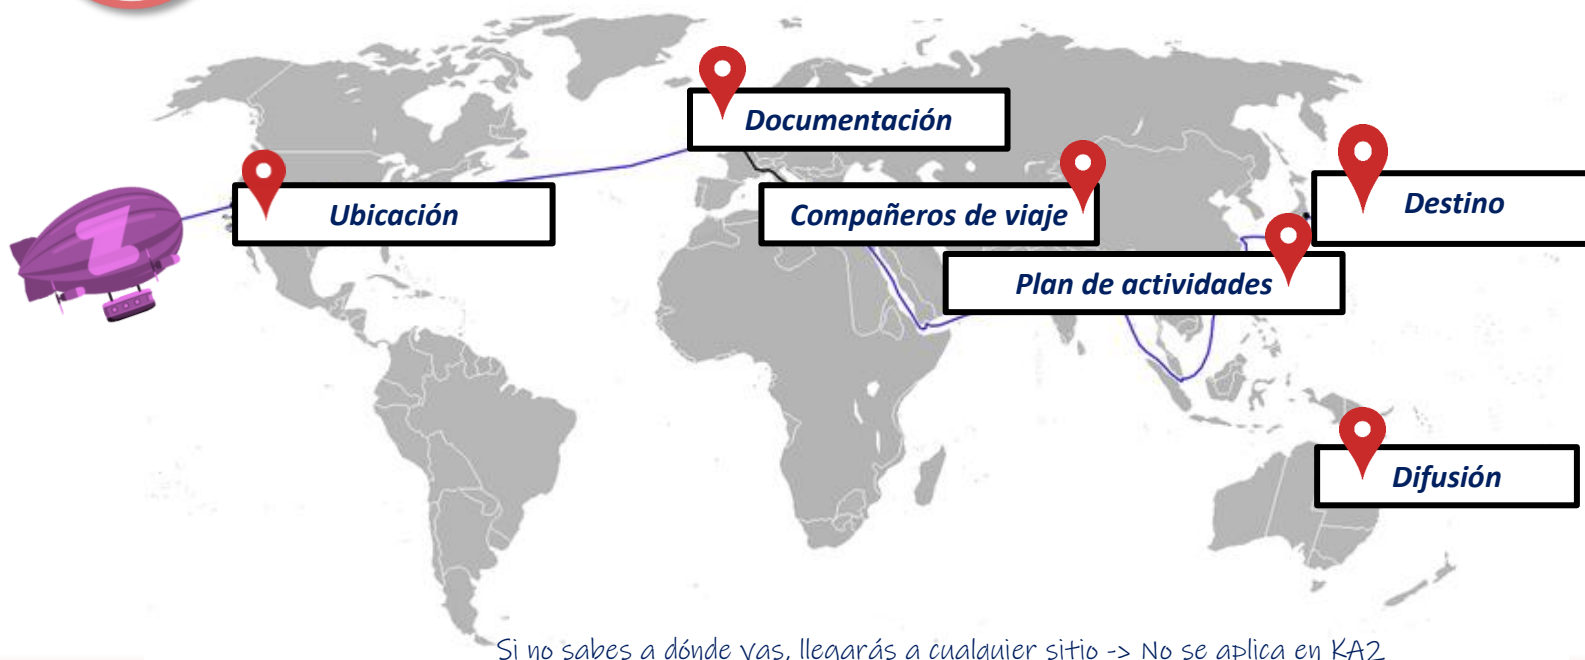 Documentación
Ubicación
Compañeros de viaje
Destino
Plan de actividades
Difusión
Si no sabes a dónde vas, llegarás a cualquier sitio -> No se aplica en KA2